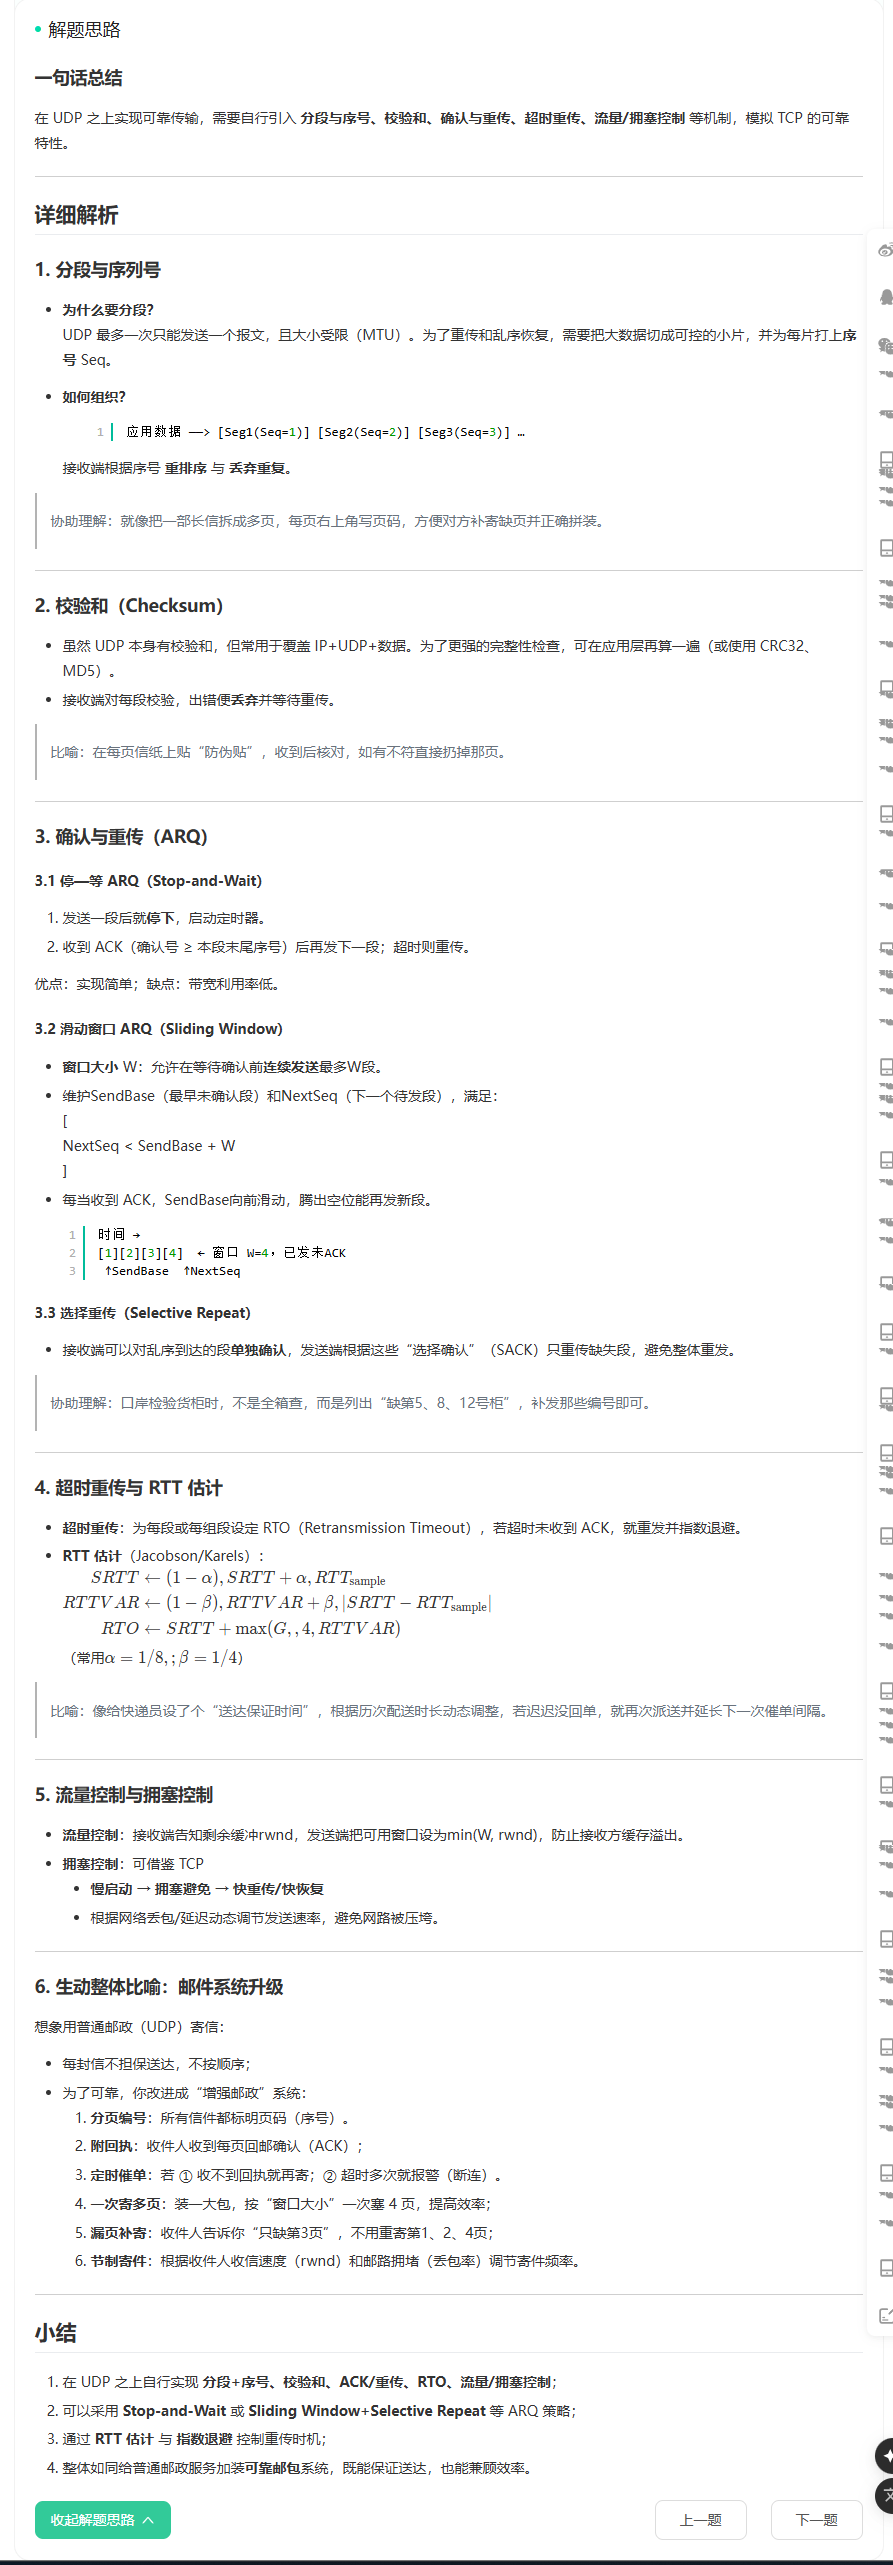 解题思路
一句话总结
在 UDP 之上实现可靠传输，需要自行引入 分段与序号、校验和、确认与重传、超时重传、流量/拥塞控制 等机制，模拟 TCP 的可靠
特性。
详细解析
1. 分段与序列号
为什么要分段？
UDP 最多一次只能发送一个报文，且大小受限（MTU）。为了重传和乱序恢复，需要把大数据切成可控的小片，并为每片打上序
号 Seq。
如何组织？
1 应用数据 ──> [Seg1(Seq=1)] [Seg2(Seq=2)] [Seg3(Seq=3)] …
接收端根据序号 重排序 与 丢弃重复。
协助理解：就像把一部长信拆成多页，每页右上角写页码，方便对方补寄缺页并正确拼装。
2. 校验和（Checksum）
虽然 UDP 本身有校验和，但常用于覆盖 IP+UDP+数据。为了更强的完整性检查，可在应用层再算一遍（或使用 CRC32、
MD5）。
接收端对每段校验，出错便丢弃并等待重传。
比喻：在每页信纸上贴“防伪贴”，收到后核对，如有不符直接扔掉那页。
3. 确认与重传（ARQ）
3.1 停—等 ARQ（Stop-and-Wait）
1. 发送一段后就停下，启动定时器。
2. 收到 ACK（确认号 ≥ 本段末尾序号）后再发下一段；超时则重传。
优点：实现简单；缺点：带宽利用率低。
3.2 滑动窗口 ARQ（Sliding Window）
窗口大小 W：允许在等待确认前连续发送最多W段。
维护SendBase（最早未确认段）和NextSeq（下一个待发段），满足：
[
NextSeq < SendBase + W
]
每当收到 ACK，SendBase向前滑动，腾出空位能再发新段。
1 时间 →
2 [1][2][3][4] ← 窗口 W=4，已发未ACK
3 ↑SendBase ↑NextSeq
3.3 选择重传（Selective Repeat）
接收端可以对乱序到达的段单独确认，发送端根据这些“选择确认”（SACK）只重传缺失段，避免整体重发。
协助理解：口岸检验货柜时，不是全箱查，而是列出“缺第5、8、12号柜”，补发那些编号即可。
4. 超时重传与 RTT 估计
超时重传：为每段或每组段设定 RTO（Retransmission Timeout），若超时未收到 ACK，就重发并指数退避。
RTT 估计（Jacobson/Karels）：
SRTT ← (1 − α), SRTT + α, RTTsample
RTTVAR ← (1 − β), RTTVAR + β, |SRTT − RTTsample|
RTO ← SRTT + max(G, , 4, RTTVAR)
（常用α = 1/8, ; β = 1/4）
比喻：像给快递员设了个“送达保证时间”，根据历次配送时长动态调整，若迟迟没回单，就再次派送并延长下一次催单间隔。
5. 流量控制与拥塞控制
流量控制：接收端告知剩余缓冲rwnd，发送端把可用窗口设为min(W, rwnd)，防止接收方缓存溢出。
拥塞控制：可借鉴 TCP
慢启动 → 拥塞避免 → 快重传/快恢复
根据网络丢包/延迟动态调节发送速率，避免网路被压垮。
6. 生动整体比喻：邮件系统升级
想象用普通邮政（UDP）寄信：
每封信不担保送达，不按顺序；
为了可靠，你改进成“增强邮政”系统：
1. 分页编号：所有信件都标明页码（序号）。
2. 附回执：收件人收到每页回邮确认（ACK）；
3. 定时催单：若 ① 收不到回执就再寄；② 超时多次就报警（断连）。
4. 一次寄多页：装一大包，按“窗口大小”一次塞 4 页，提高效率；
5. 漏页补寄：收件人告诉你“只缺第3页”，不用重寄第1、2、4页；
6. 节制寄件：根据收件人收信速度（rwnd）和邮路拥堵（丢包率）调节寄件频率。
小结
1. 在 UDP 之上自行实现 分段+序号、校验和、ACK/重传、RTO、流量/拥塞控制；
2. 可以采用 Stop-and-Wait 或 Sliding Window+Selective Repeat 等 ARQ 策略；
3. 通过 RTT 估计 与 指数退避 控制重传时机；
4. 整体如同给普通邮政服务加装可靠邮包系统，既能保证送达，也能兼顾效率。
收起解题思路
上一题
下一题